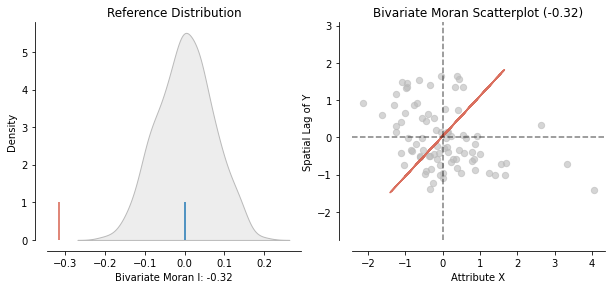 Reference Distribution
Density
5
4
3
2
1
0
−0.3 −0.2 −0.1 0.0 0.1 0.2
Bivariate Moran I: -0.32
Bivariate Moran Scatterplot (-0.32)
Spatial Lag of Y
3
2
1
0
−1
−2
−2 −1 0 1 2 3 4
Attribute X